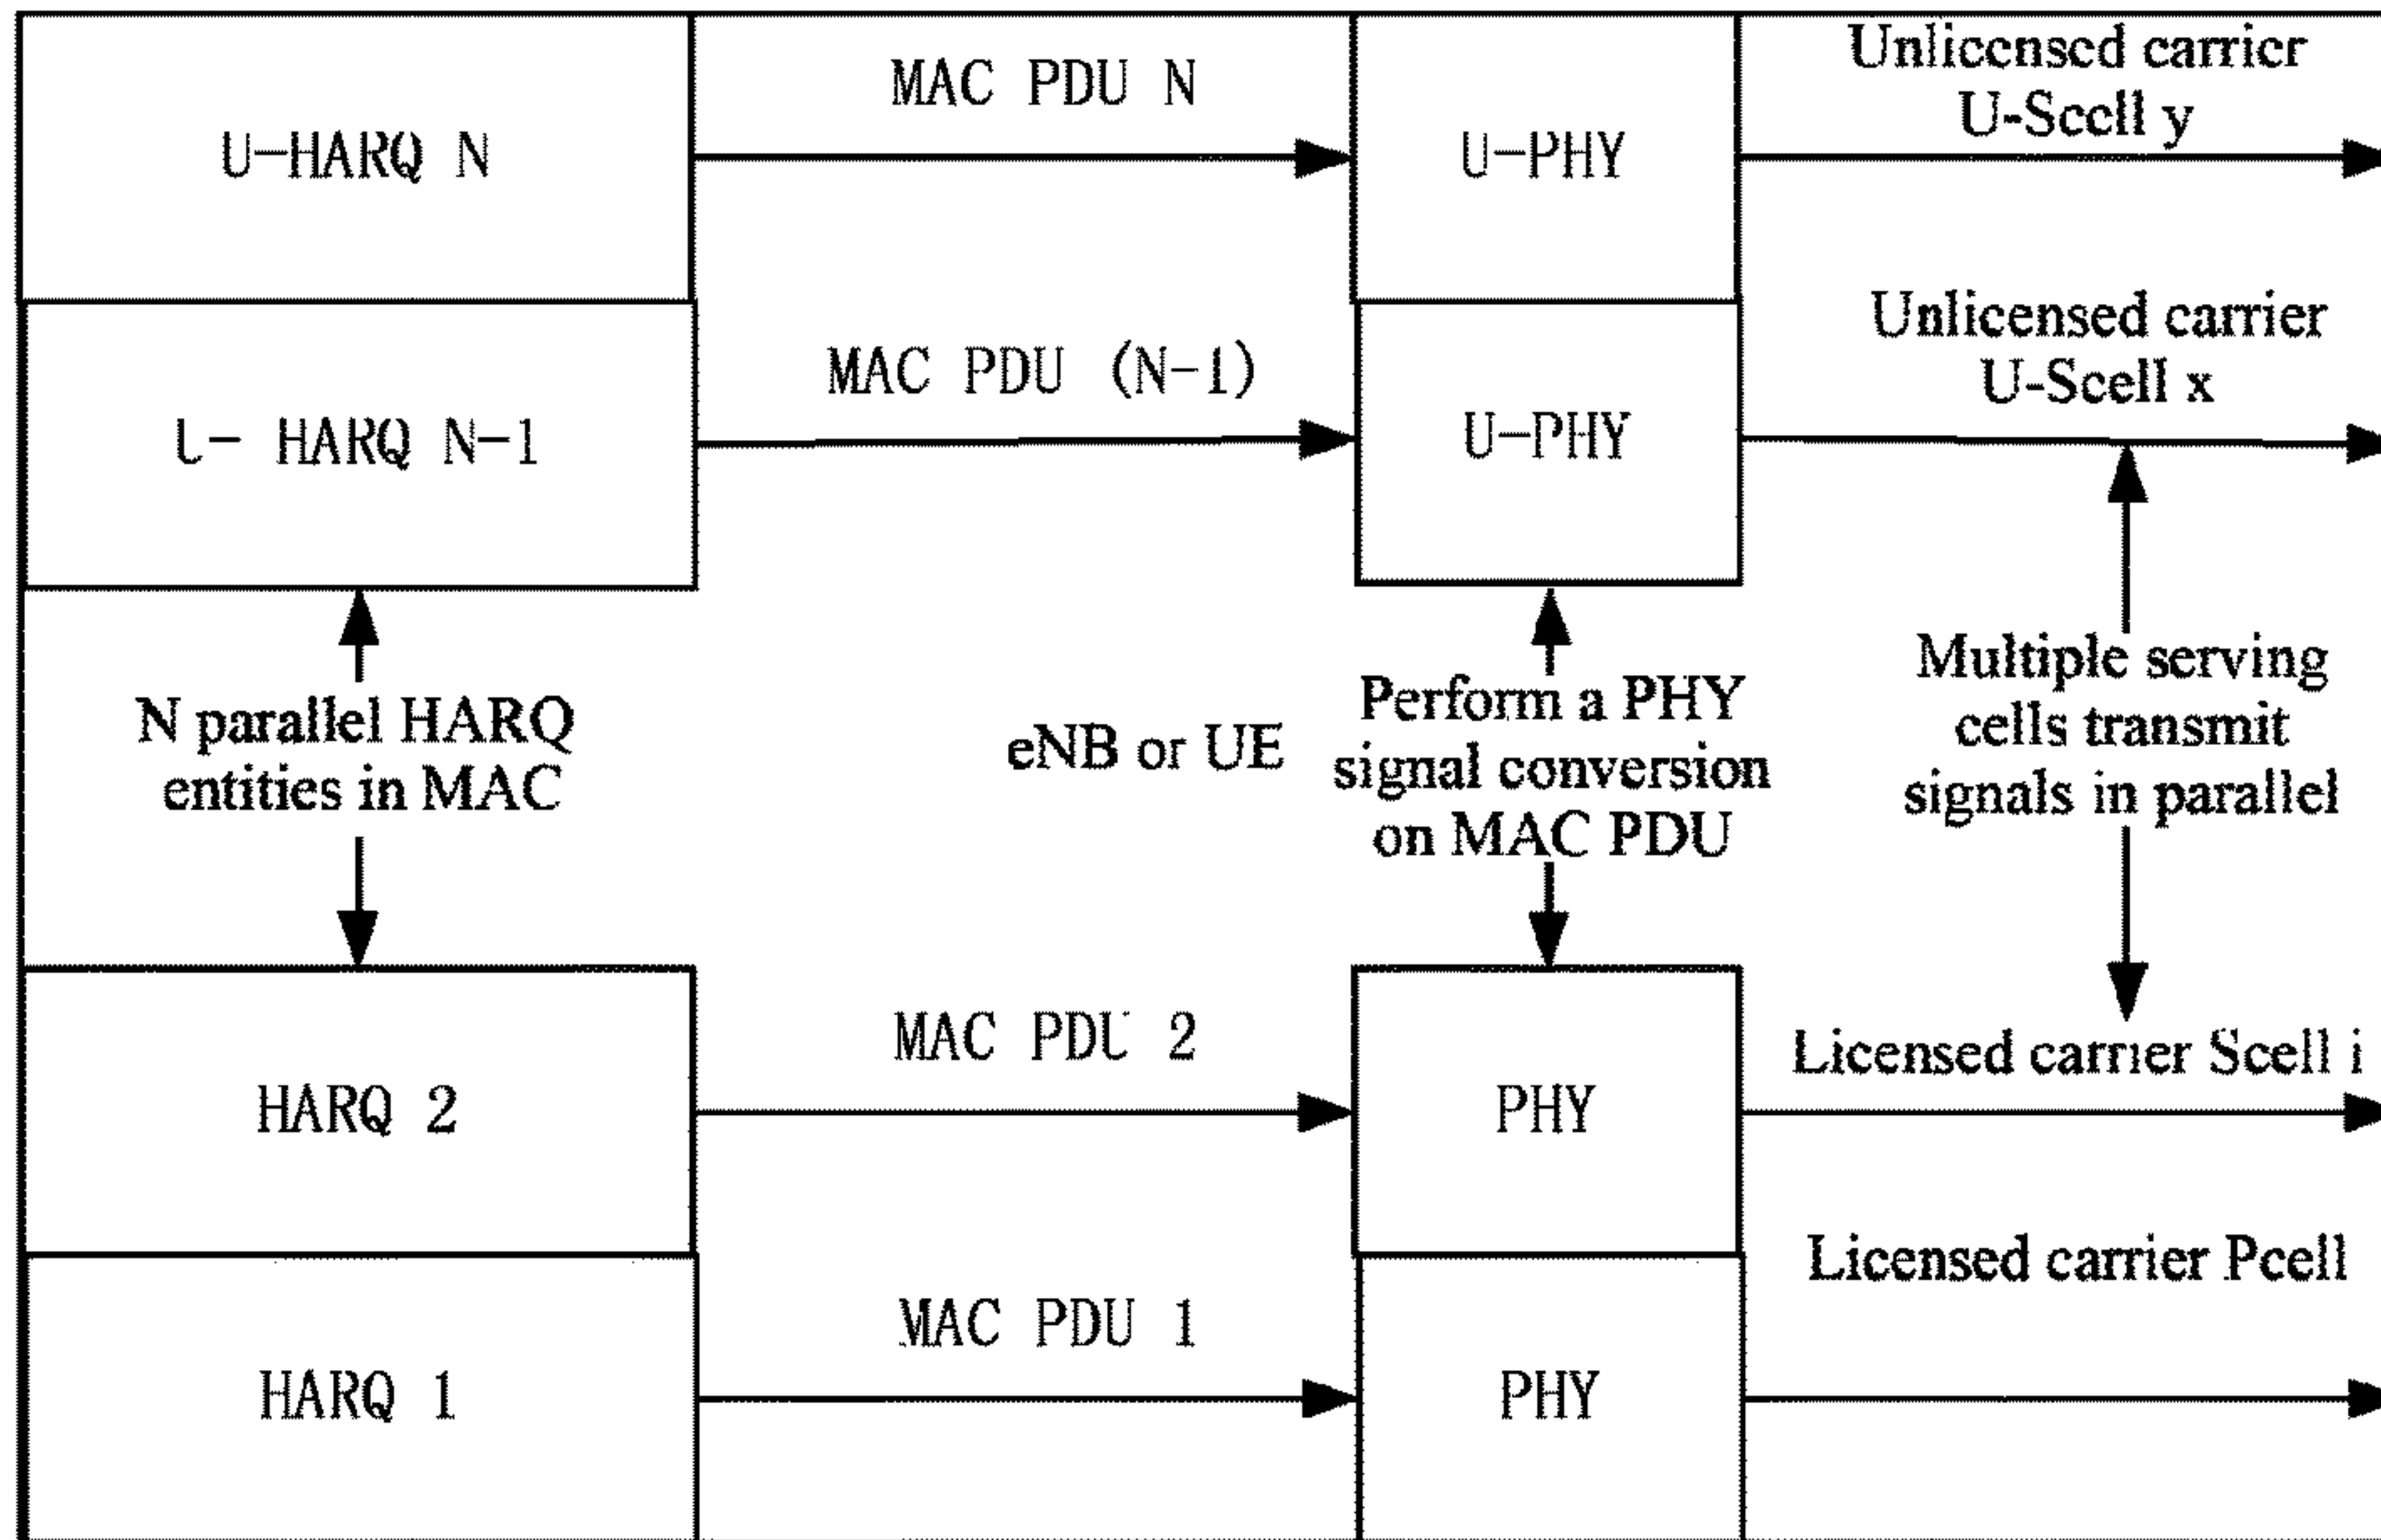 U-HARQ N
MAC PDU N
U-PHY
Unlicensed carrier
U-Scell y
U- HARQ N-1
MAC PDU (N-1)
U-PHY
Unlicensed carrier
U-Scell x
N parallel HARQ
entities in MAC
eNB or UE
Perform a PHY
signal conversion
on MAC PDU
Multiple serving
cells transmit
signals in parallel
HARQ 2
MAC PDU 2
PHY
Licensed carrier Scell i
HARQ 1
MAC PDU 1
PHY
Licensed carrier Pcell